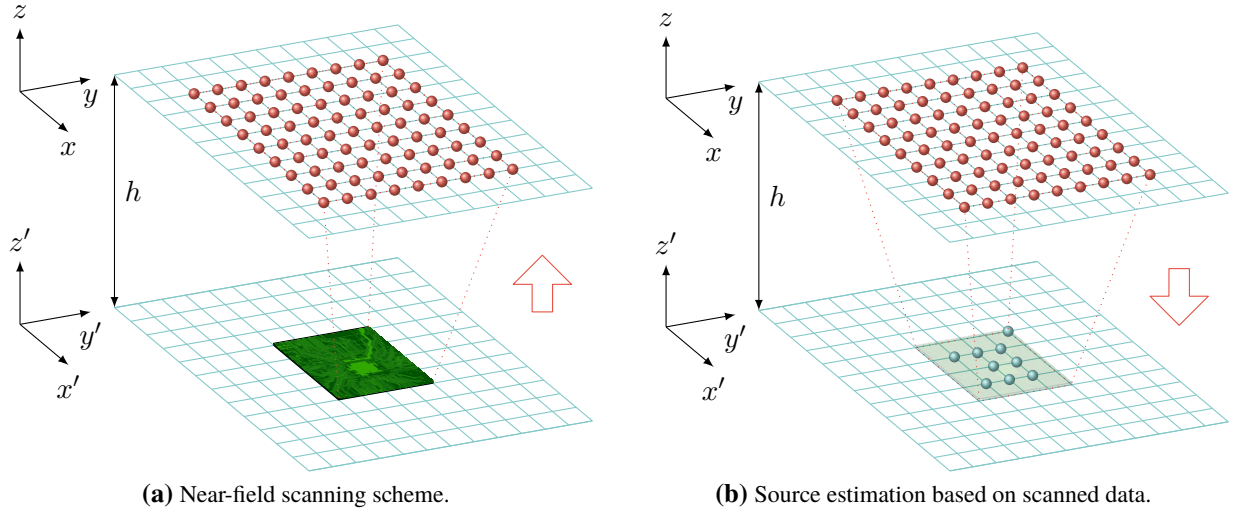 z
y
x
h
z′
y′
x′
(a) Near-field scanning scheme.
z
y
x
h
z′
y′
x′
(b) Source estimation based on scanned data.